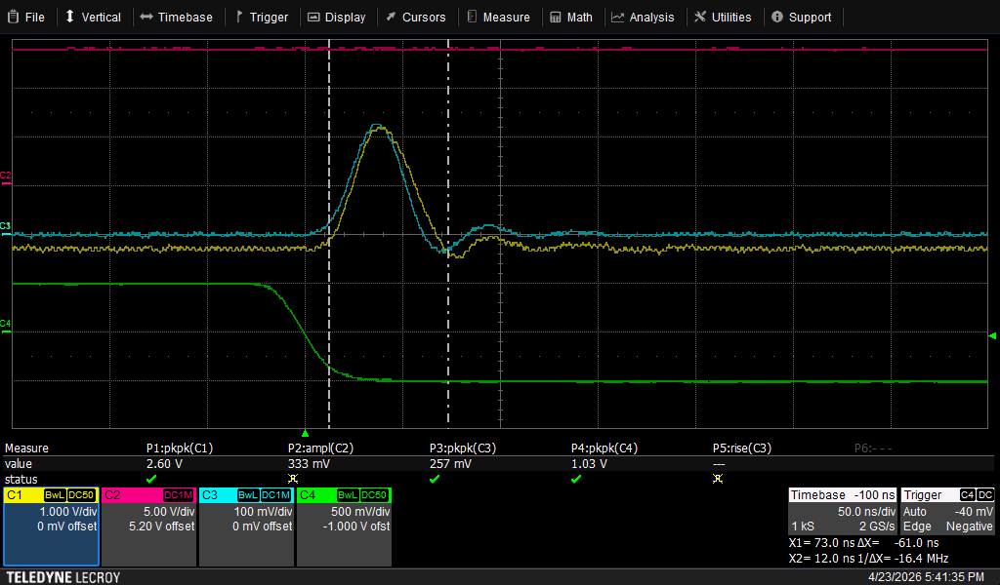 File Vertical Timebase Trigger Display Cursors Measure Math Analysis Utilities Support
C2
C3
C4
Measure P1:pkpk(C1) P2:ampl(C2) P3:pkpk(C3) P4:pkpk(C4) P5:rise(C3) P6:- - -
value 2.60 V 333 mV 257 mV 1.03 V ---
status
C1 BwL DC50 C2 DC1M C3 BwL DC1M C4 BwL DC50 Timebase -100 ns Trigger C4 DC
1.000 V/div 5.00 V/div 100 mV/div 500 mV/div 50.0 ns/div Auto -40 mV
0 mV offset 5.20 V offset 0 mV offset -1.000 V ofst 1 kS 2 GS/s Edge Negative
X1= 73.0 ns ΔX= -61.0 ns
X2= 12.0 ns 1/ΔX= -16.4 MHz
TELEDYNE LECROY 4/23/2026 5:41:35 PM